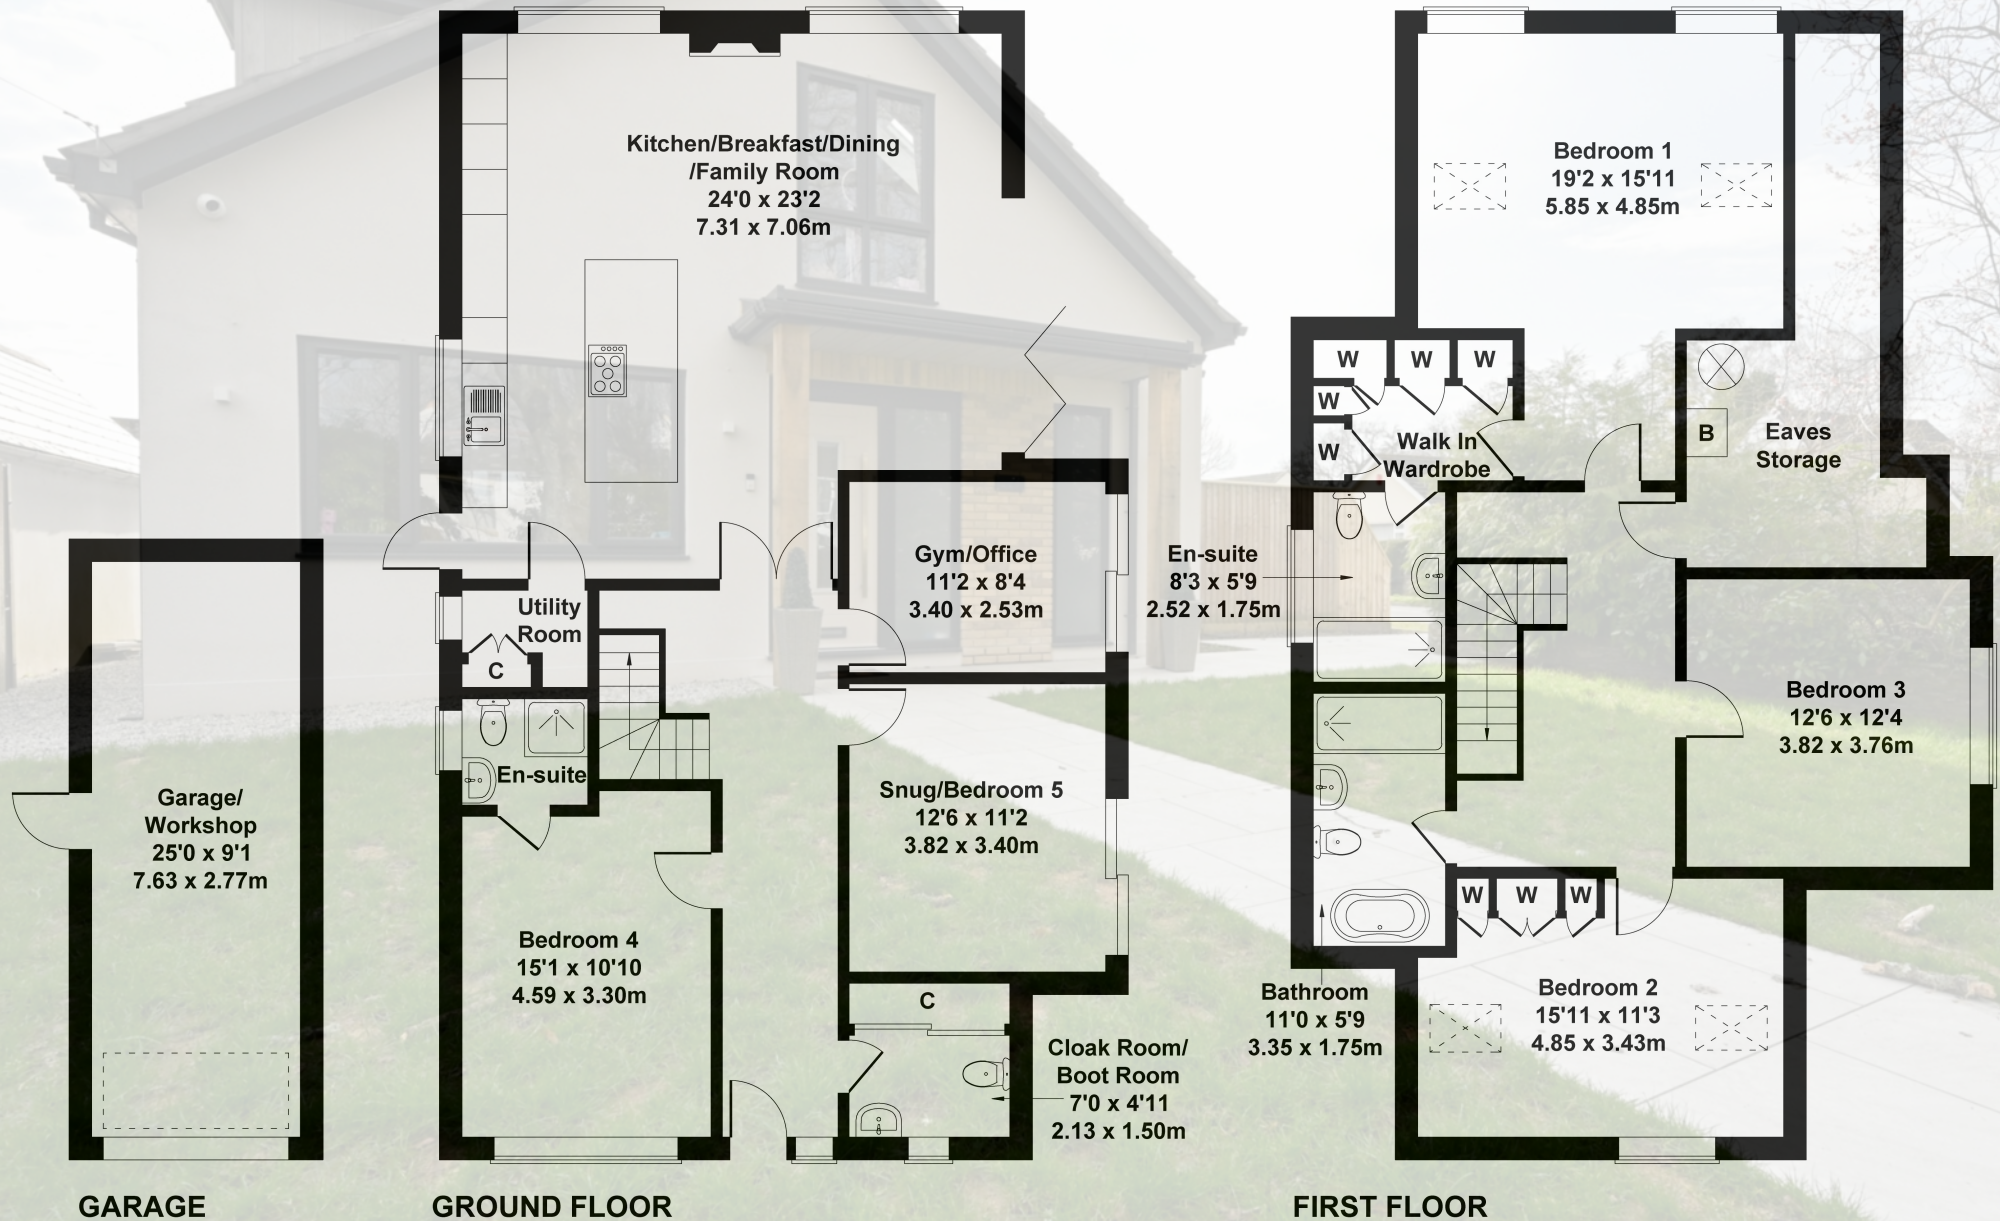 Kitchen/Breakfast/Dining
/Family Room
24'0 x 23'2
7.31 x 7.06m
Bedroom 1
19'2 x 15'11
5.85 x 4.85m
W
W
W
W
W
Walk In
Wardrobe
B
Eaves
Storage
Gym/Office
11'2 x 8'4
3.40 x 2.53m
En-suite
8'3 x 5'9
2.52 x 1.75m
Utility
Room
C
En-suite
Bedroom 3
12'6 x 12'4
3.82 x 3.76m
Garage/
Workshop
25'0 x 9'1
7.63 x 2.77m
Snug/Bedroom 5
12'6 x 11'2
3.82 x 3.40m
W
W
W
Bedroom 4
15'1 x 10'10
4.59 x 3.30m
C
Cloak Room/
Boot Room
7'0 x 4'11
2.13 x 1.50m
Bathroom
11'0 x 5'9
3.35 x 1.75m
Bedroom 2
15'11 x 11'3
4.85 x 3.43m
GARAGE
GROUND FLOOR
FIRST FLOOR